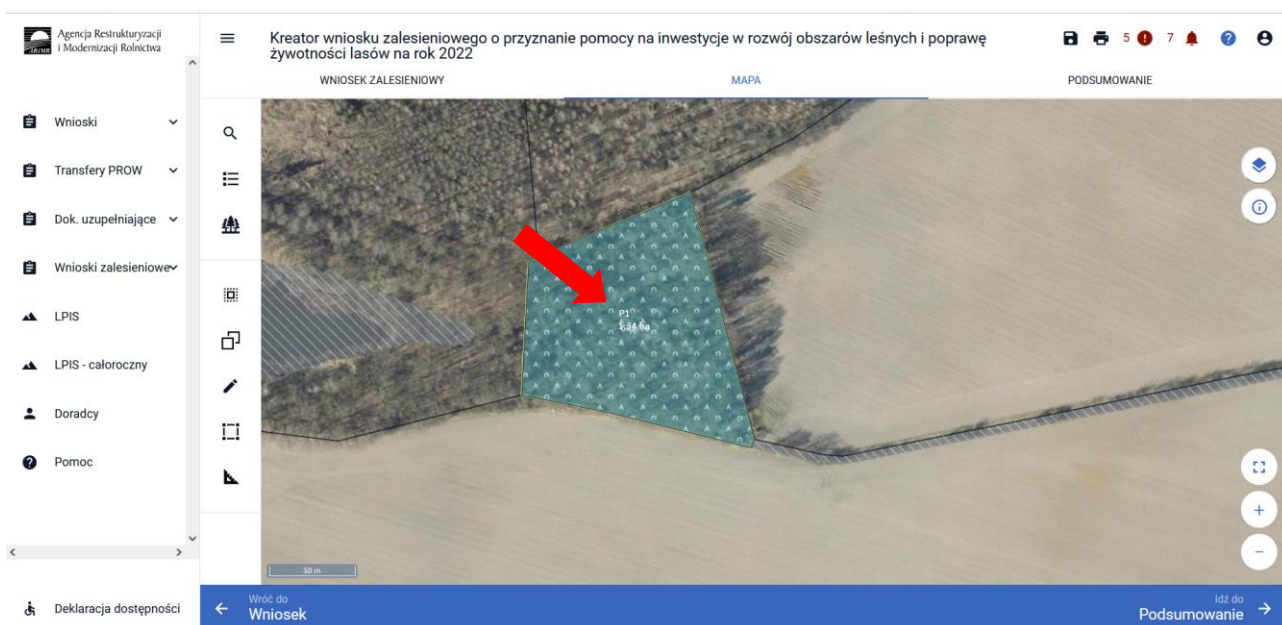 Agencja Restrukturyzacji
i Modernizacji Rolnictwa
Kreator wniosku zalesieniowego o przyznanie pomocy na inwestycje w rozwój obszarów leśnych i poprawę
żywotności lasów na rok 2022
5
7
WNIOSEK ZALESIENIOWY
MAPA
PODSUMOWANIE
Wnioski
Transfery PROW
Dok. uzupełniające
Wnioski zalesieniowe
LPIS
LPIS - całoroczny
Doradcy
Pomoc
Deklaracja dostępności
P1
50 m
Wróć do
Wniosek
Idź do
Podsumowanie